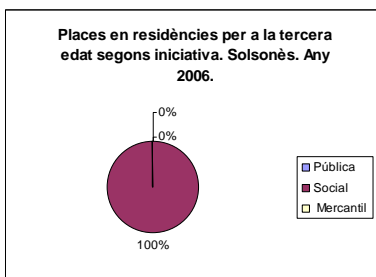 Places en residències per a la tercera
edat segons iniciativa. Solsonès. Any
2006.
0%
0%
100%
Pública
Social
Mercantil